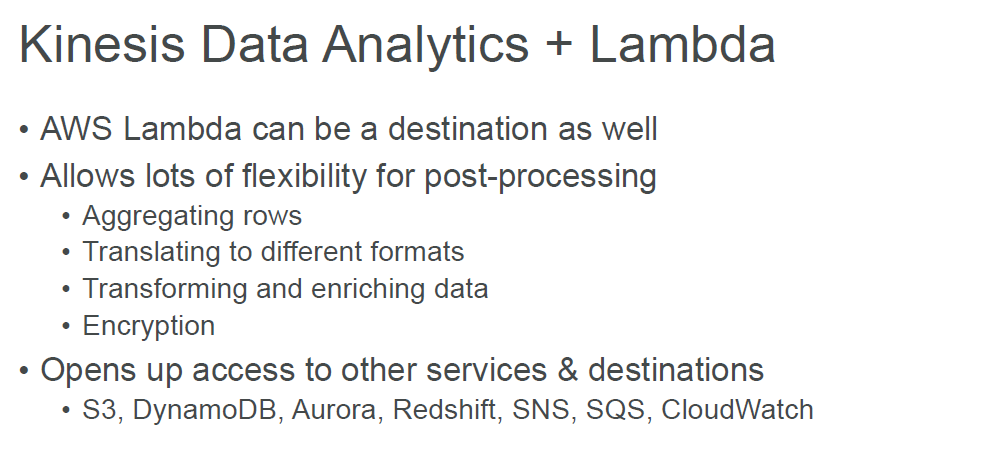 Kinesis Data Analytics + Lambda
• AWS Lambda can be a destination as well
• Allows lots of flexibility for post-processing
• Aggregating rows
• Translating to different formats
• Transforming and enriching data
• Encryption
• Opens up access to other services & destinations
• S3, DynamoDB, Aurora, Redshift, SNS, SQS, CloudWatch